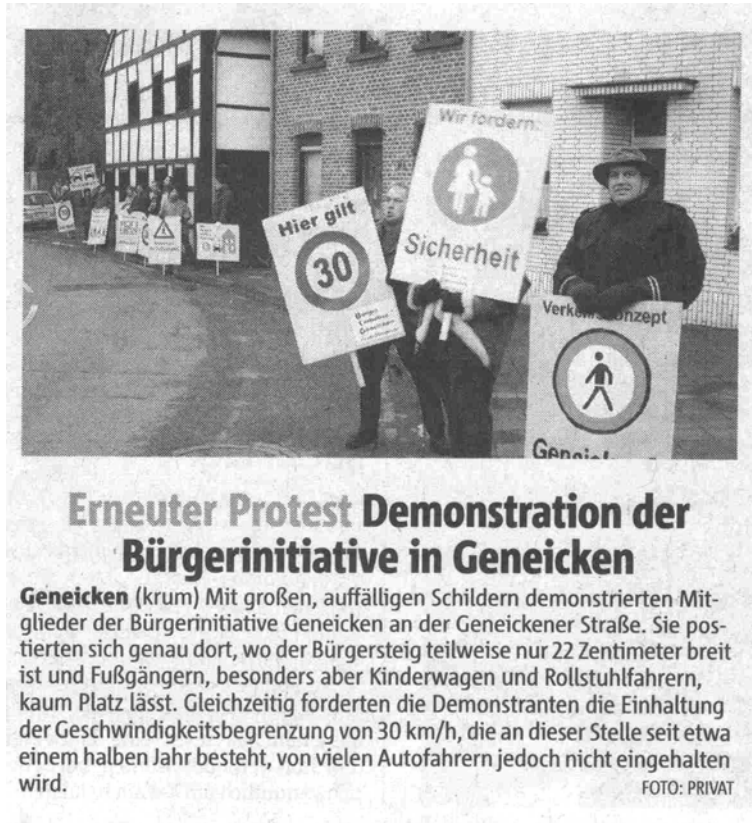 Wir fordern:
Sicherheit
Hier gilt
30
Verkehrskonzept
Geneicken
Erneuter Protest Demonstration der
Bürgerinitiative in Geneicken
Geneicken (krum) Mit großen, auffälligen Schildern demonstrierten Mit-
glieder der Bürgerinitiative Geneicken an der Geneickener Straße. Sie pos-
tierten sich genau dort, wo der Bürgersteig teilweise nur 22 Zentimeter breit
ist und Fußgängern, besonders aber Kinderwagen und Rollstuhlfahrern,
kaum Platz lässt. Gleichzeitig forderten die Demonstranten die Einhaltung
der Geschwindigkeitsbegrenzung von 30 km/h, die an dieser Stelle seit etwa
einem halben Jahr besteht, von vielen Autofahrern jedoch nicht eingehalten
wird.
FOTO: PRIVAT